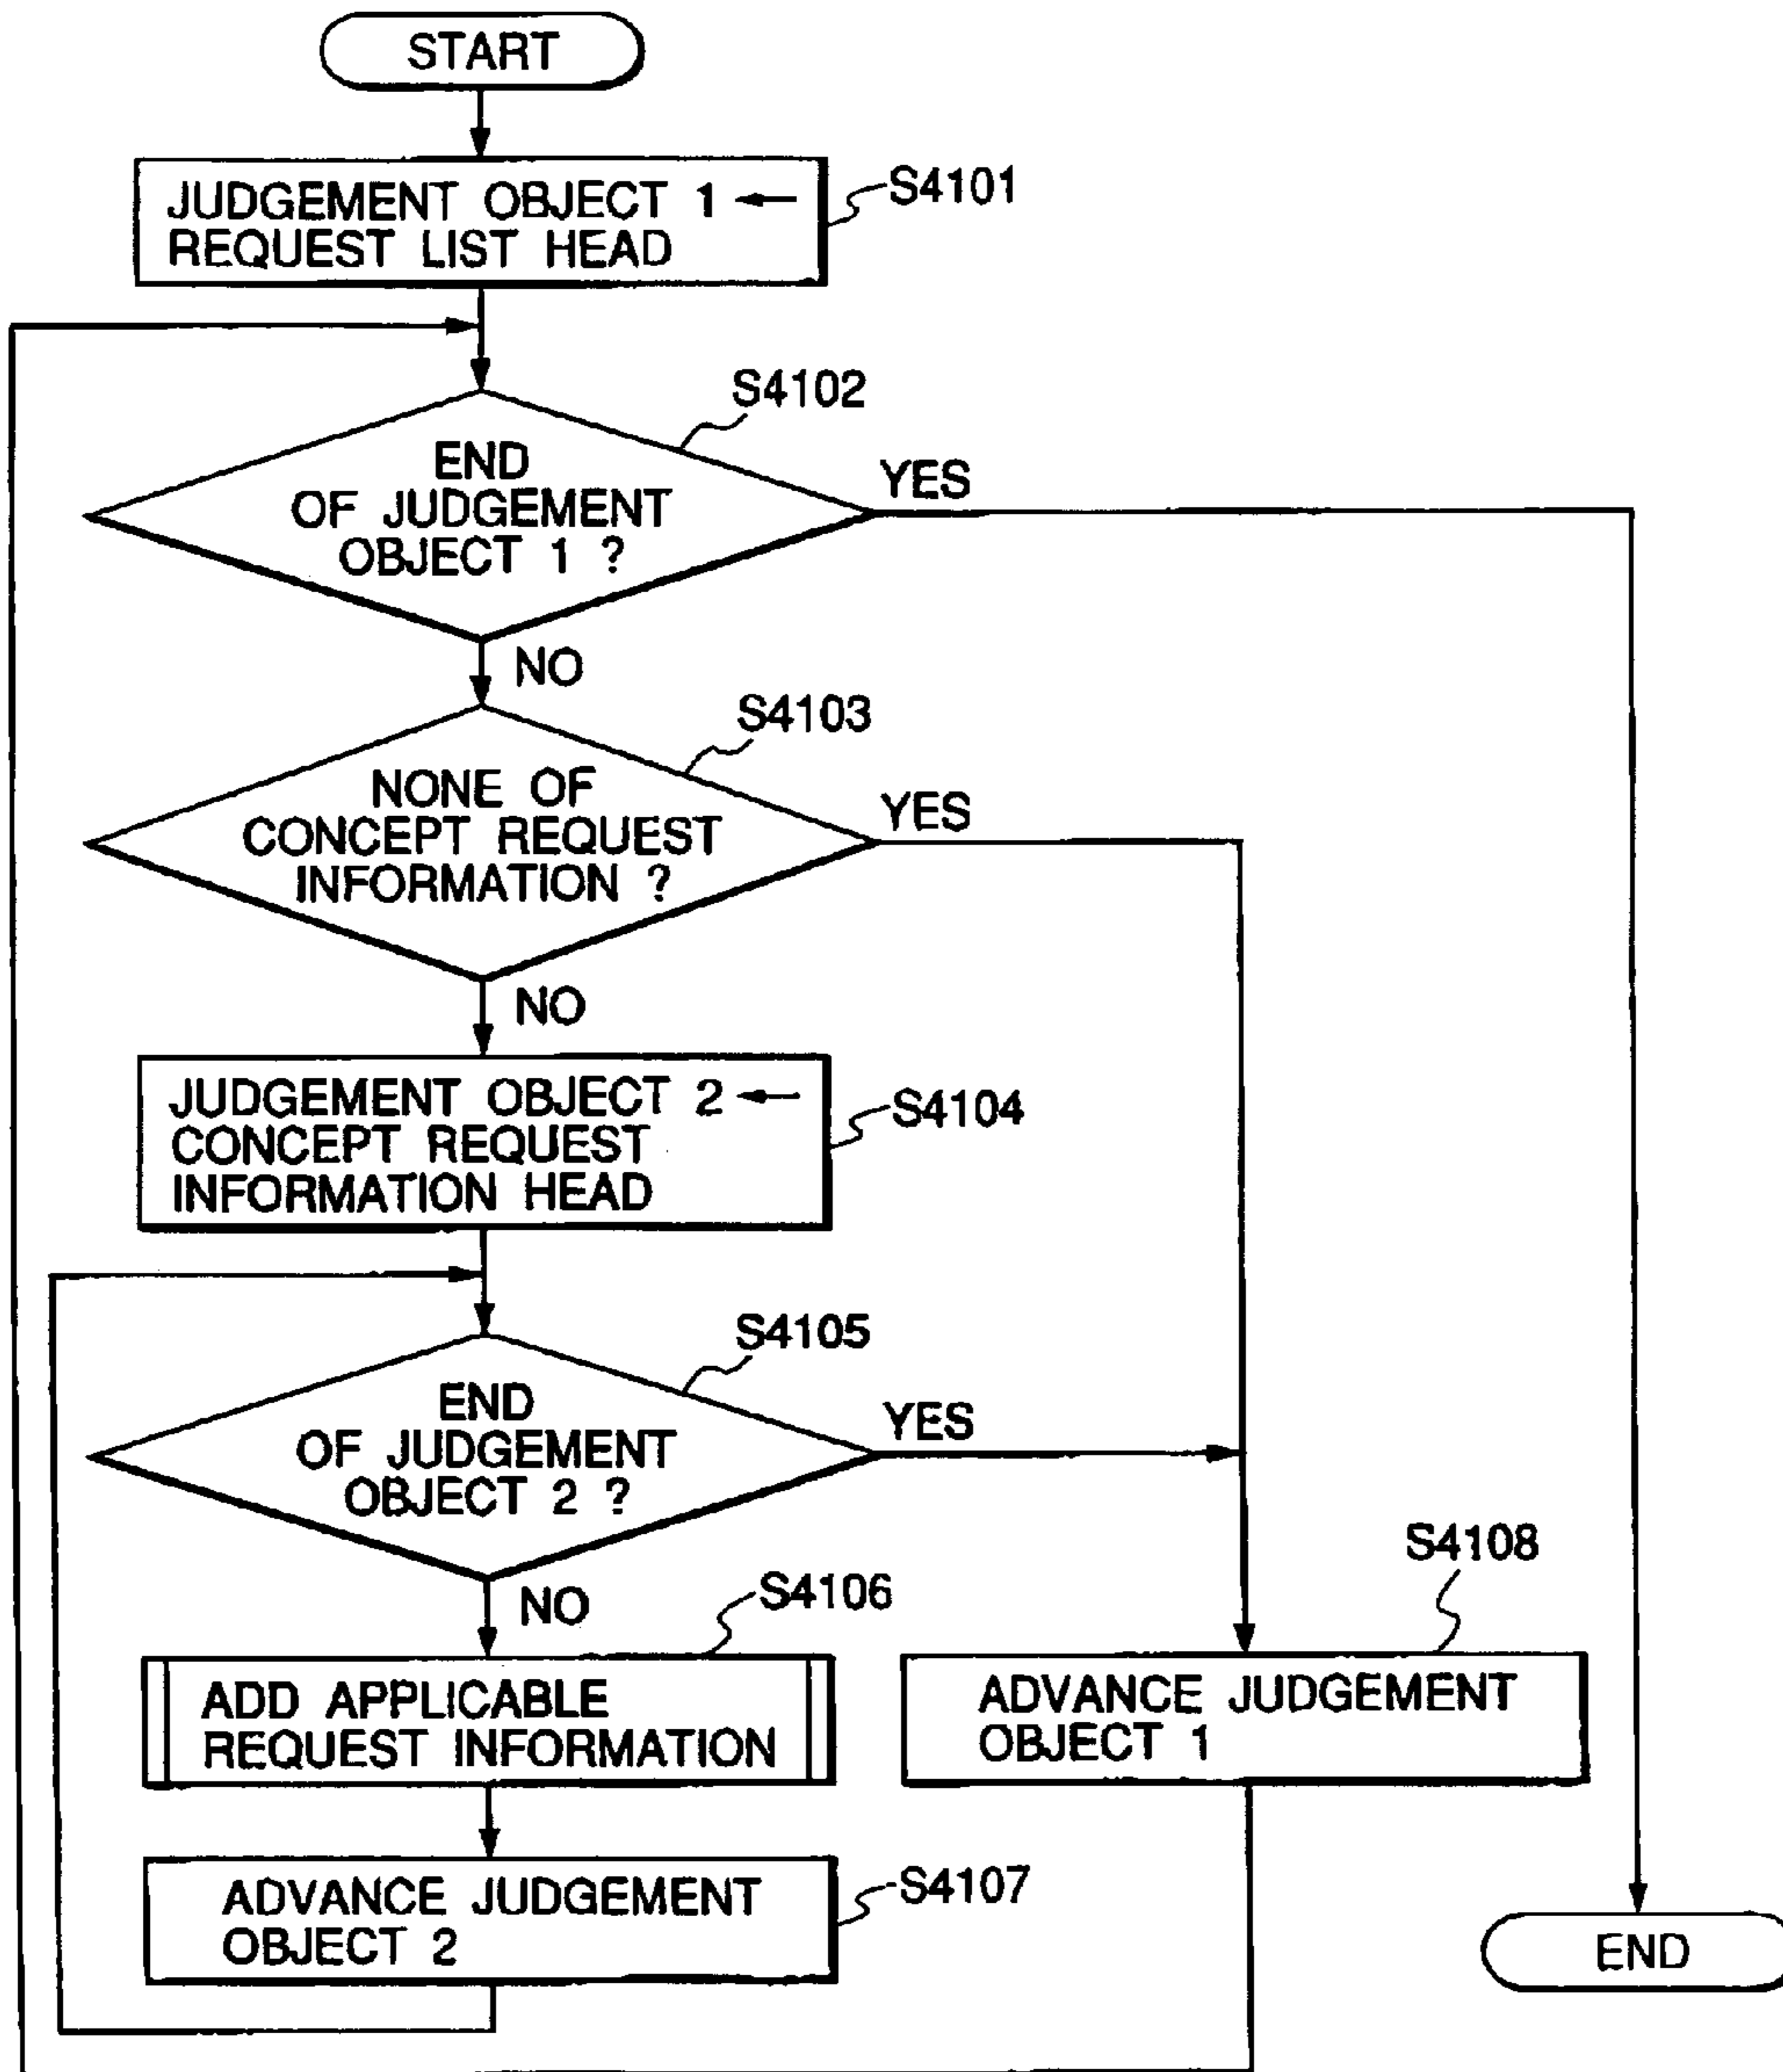 START
JUDGEMENT OBJECT 1 ←
REQUEST LIST HEAD
S4101
S4102
END
OF JUDGEMENT
OBJECT 1 ?
YES
NO
S4103
NONE OF
CONCEPT REQUEST
INFORMATION ?
YES
NO
JUDGEMENT OBJECT 2 ←
CONCEPT REQUEST
INFORMATION HEAD
S4104
S4105
END
OF JUDGEMENT
OBJECT 2 ?
YES
NO
S4106
S4108
ADD APPLICABLE
REQUEST INFORMATION
ADVANCE JUDGEMENT
OBJECT 1
ADVANCE JUDGEMENT
OBJECT 2
S4107
END